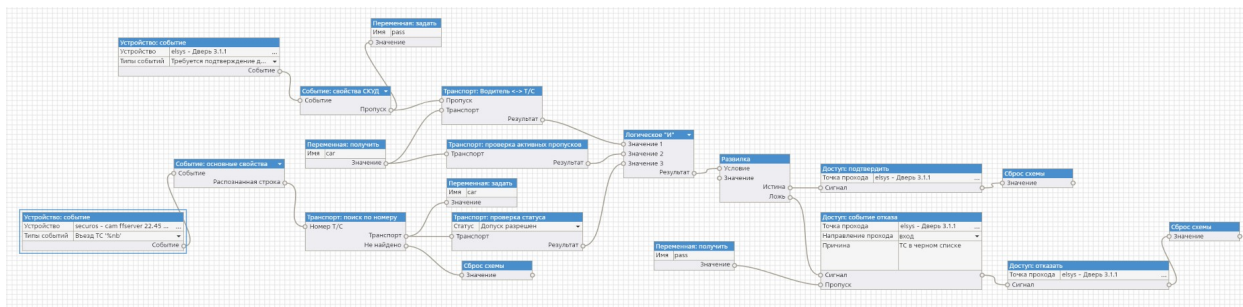 Переменная: задать
Имя pass
Значение
Устройство: событие
Устройство elsys – Дверь 3.1.1 ...
Типы событий Требуется подтверждение д...
Событие
Событие: свойства СКУД
Событие
Пропуск
Транспорт: Водитель <-> Т/С
Пропуск
Транспорт
Результат
Переменная: получить
Имя car
Значение
Транспорт: проверка активных пропусков
Транспорт
Результат
Логическое "И"
Значение 1
Значение 2
Значение 3
Результат
Событие: основные свойства
Событие
Распознанная строка
Развилка
Условие
Значение
Истина
Ложь
Доступ: подтвердить
Точка прохода elsys – Дверь 3.1.1 ...
Сигнал
Сброс схемы
Значение
Переменная: задать
Имя car
Значение
Устройство: событие
Устройство securos – cam ffserver 22.45 ...
Типы событий Въезд ТС '%nb'
Событие
Транспорт: поиск по номеру
Номер Т/С
Транспорт
Не найдено
Транспорт: проверка статуса
Статус Допуск разрешен
Транспорт
Результат
Сброс схемы
Значение
Переменная: получить
Имя pass
Значение
Доступ: событие отказа
Точка прохода elsys – Дверь 3.1.1 ...
Направление прохода вход
Причина ТС в черном списке
Сигнал
Пропуск
Сброс схемы
Значение
Доступ: отказать
Точка прохода elsys – Дверь 3.1.1 ...
Сигнал